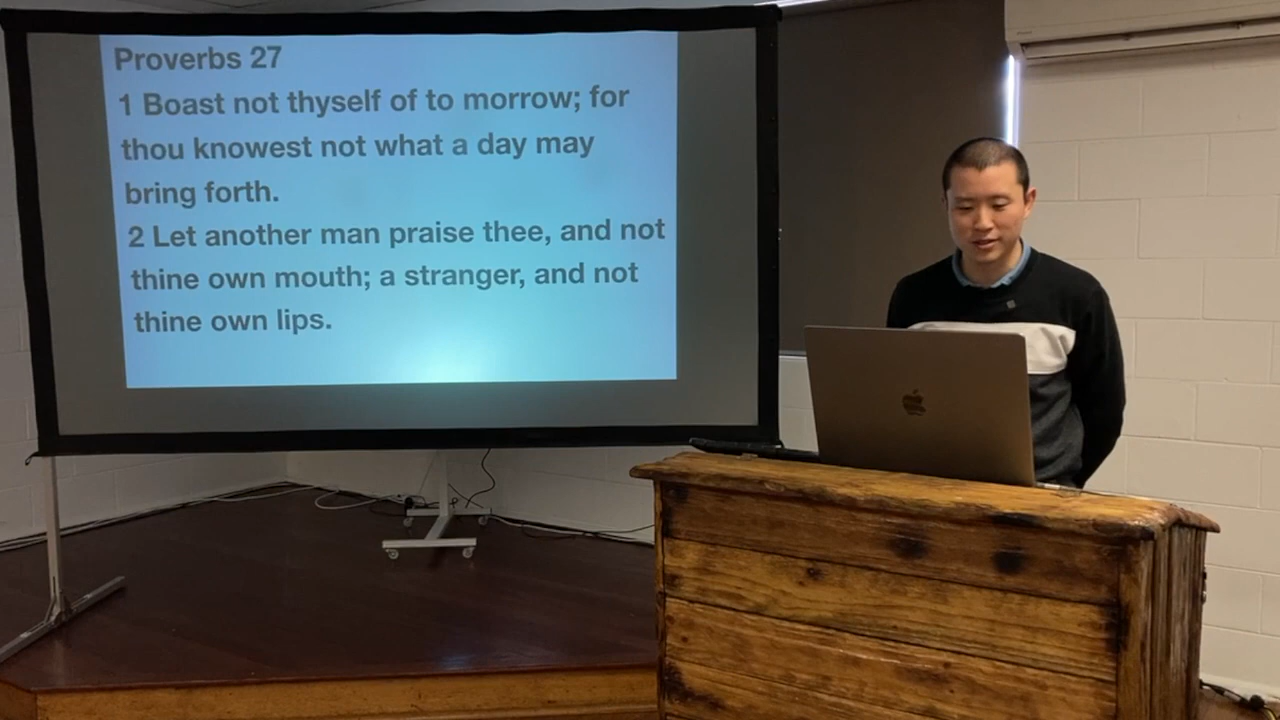 Proverbs 27
1 Boast not thyself of to morrow; for
thou knowest not what a day may
bring forth.
2 Let another man praise thee, and not
thine own mouth; a stranger, and not
thine own lips.